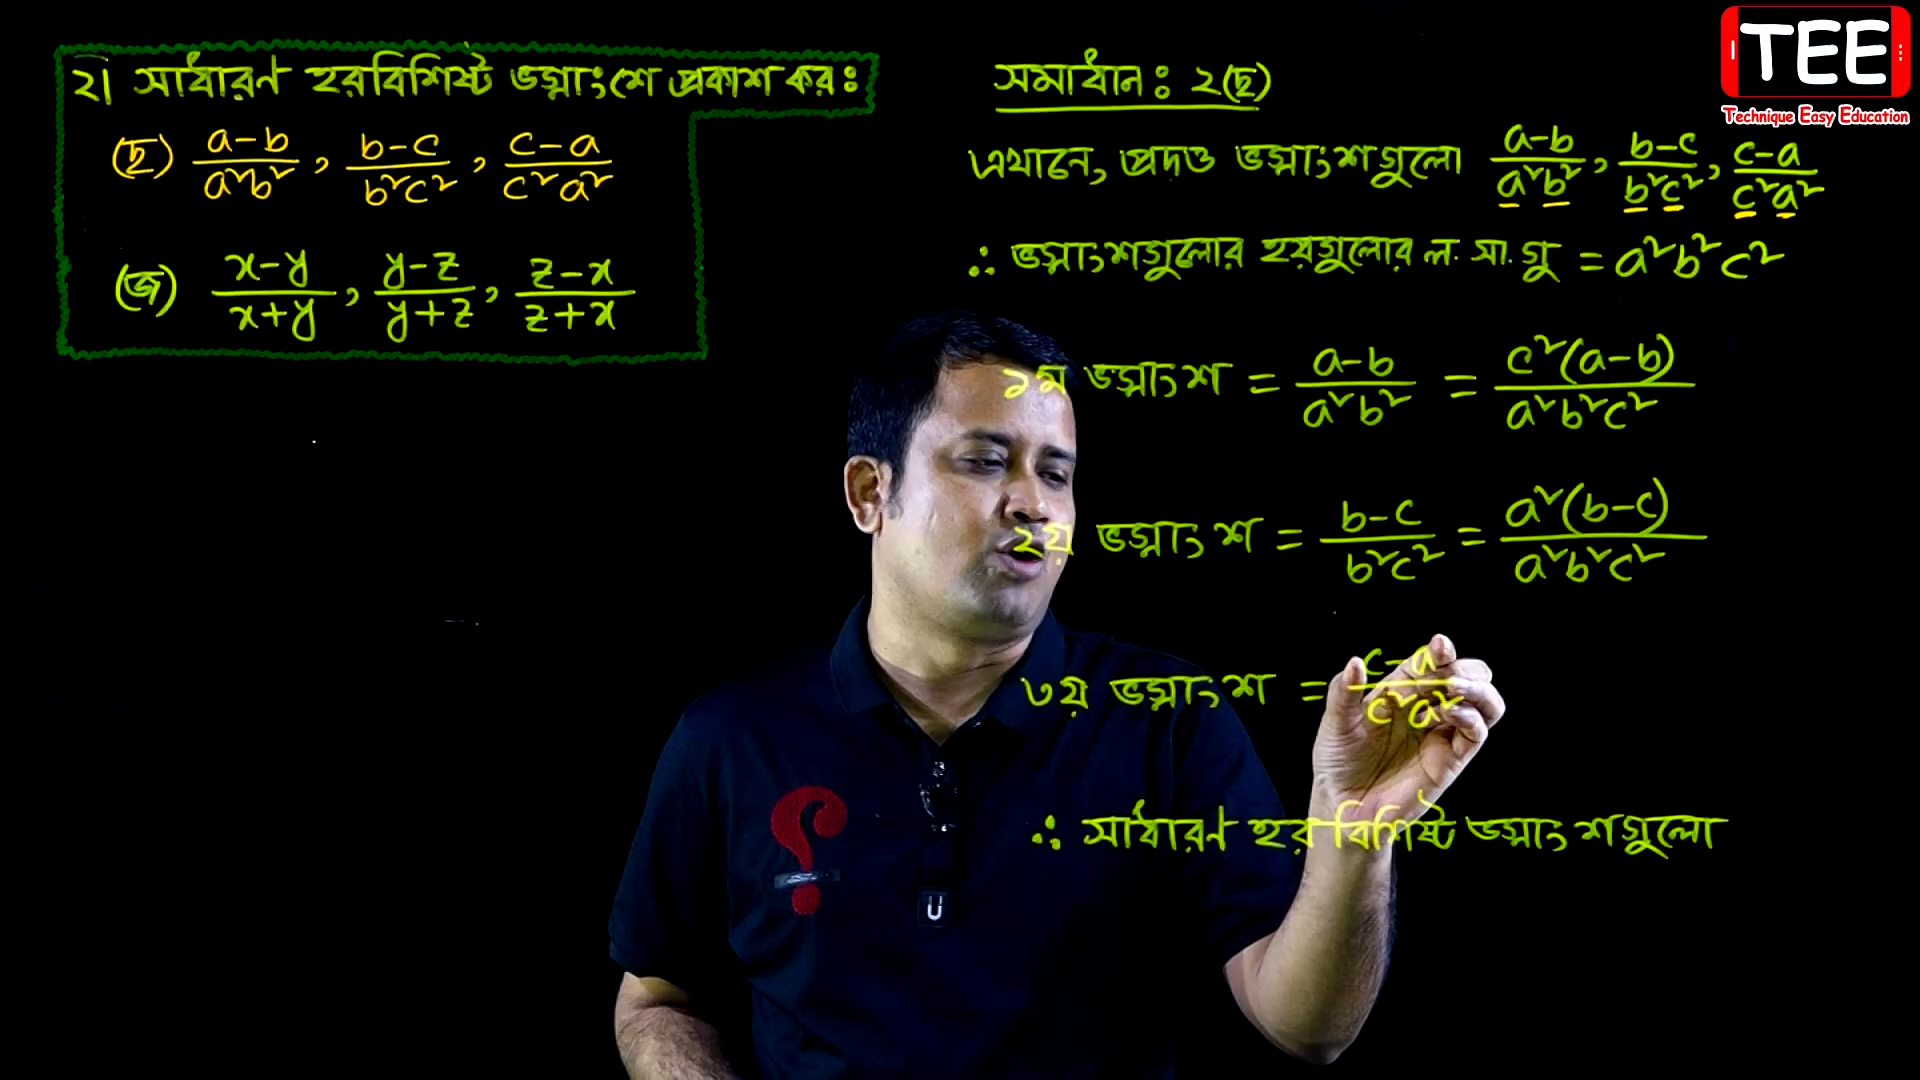 ২। সাধারণ হরবিশিষ্ট ভগ্নাংশে প্রকাশ কর:
(ছ) a-b/a²b², b-c/b²c², c-a/c²a²
(জ) x-y/x+y, y-z/y+z, z-x/z+x
সমাধান: ২(ছ)
এখানে, প্রদত্ত ভগ্নাংশগুলো a-b/a²b², b-c/b²c², c-a/c²a²
∴ ভগ্নাংশগুলোর হরগুলোর ল. সা. গু = a²b²c²
১ম ভগ্নাংশ = a-b/a²b² = c²(a-b)/a²b²c²
২য় ভগ্নাংশ = b-c/b²c² = a²(b-c)/a²b²c²
৩য় ভগ্নাংশ = c-a/c²a²
∴ সাধারণ হরবিশিষ্ট ভগ্নাংশগুলো
TEE
Technique Easy Education
U